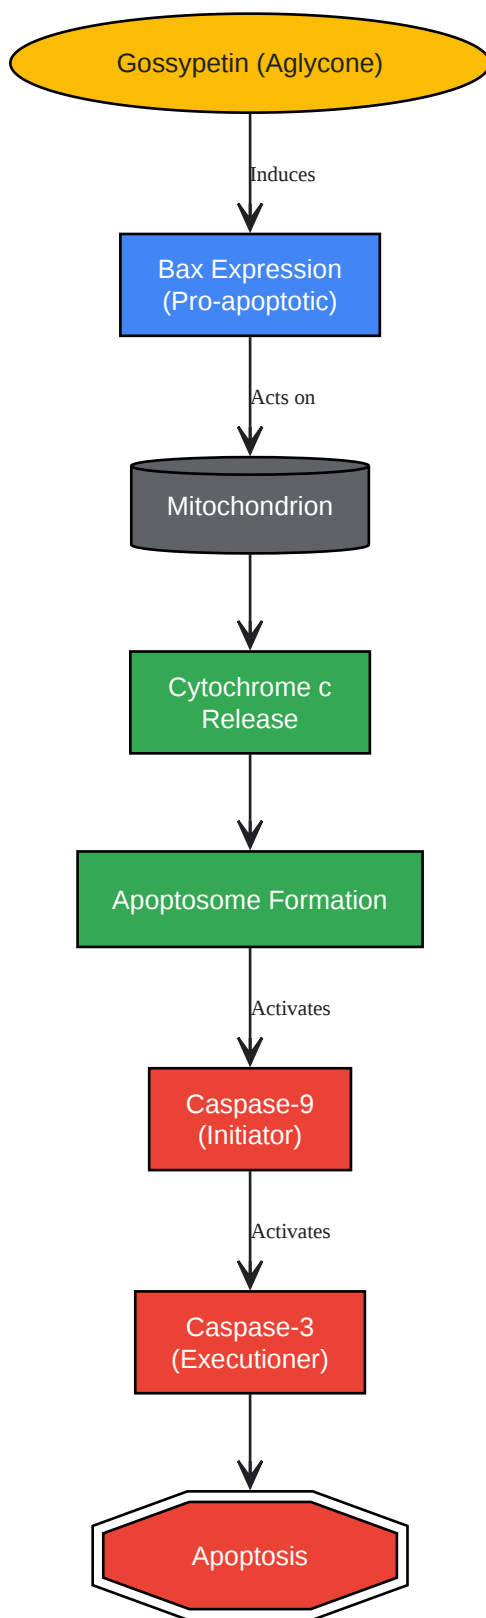 Gossypetin (Aglycone)
Induces
Bax Expression
(Pro-apoptotic)
Acts on
Mitochondrion
Cytochrome c
Release
Apoptosome Formation
Activates
Caspase-9
(Initiator)
Activates
Caspase-3
(Executioner)
Apoptosis